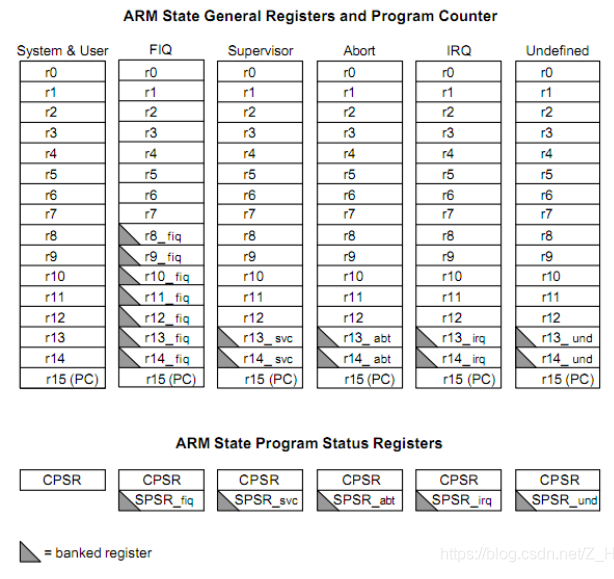 ARM State General Registers and Program Counter
System & User FIQ Supervisor Abort IRQ Undefined
r0 r0 r0 r0 r0 r0
r1 r1 r1 r1 r1 r1
r2 r2 r2 r2 r2 r2
r3 r3 r3 r3 r3 r3
r4 r4 r4 r4 r4 r4
r5 r5 r5 r5 r5 r5
r6 r6 r6 r6 r6 r6
r7 r7 r7 r7 r7 r7
r8 r8_fiq r8 r8 r8 r8
r9 r9_fiq r9 r9 r9 r9
r10 r10_fiq r10 r10 r10 r10
r11 r11_fiq r11 r11 r11 r11
r12 r12_fiq r12 r12 r12 r12
r13 r13_fiq r13_svc r13_abt r13_irq r13_und
r14 r14_fiq r14_svc r14_abt r14_irq r14_und
r15 (PC) r15 (PC) r15 (PC) r15 (PC) r15 (PC) r15 (PC)
ARM State Program Status Registers
CPSR CPSR CPSR CPSR CPSR CPSR
SPSR_fiq SPSR_svc SPSR_abt SPSR_irq SPSR_und
= banked register
https://blog.csdn.net/Z_H